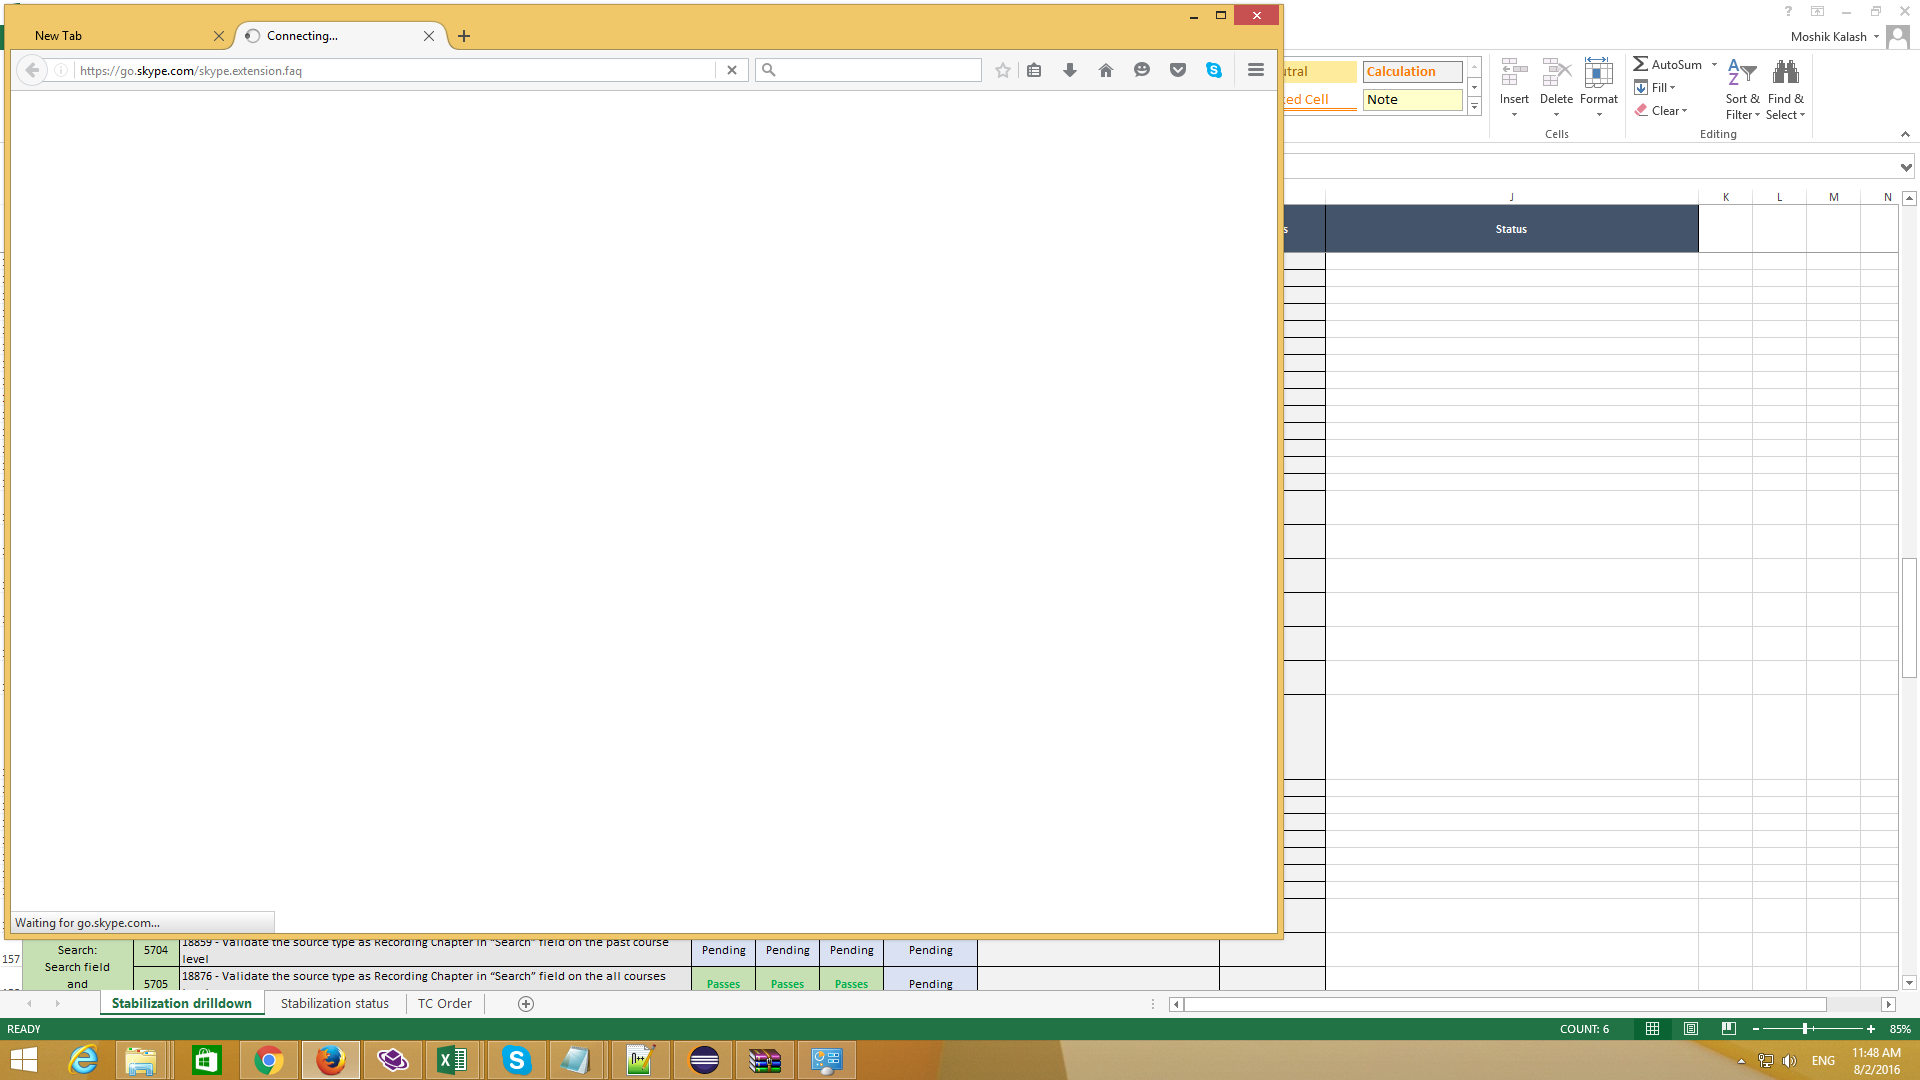 New Tab
Connecting...
https://go.skype.com/skype.extension.faq
Waiting for go.skype.com...
?
Moshik Kalash
Calculation
Note
Insert
Delete
Format
Cells
AutoSum
Fill
Clear
Sort &
Filter
Find &
Select
Editing
J
K
L
M
N
Status
157
Search:
Search field
and
5704
18859 - Validate the source type as Recording Chapter in “Search” field on the past course
level
Pending
Pending
Pending
Pending
5705
18876 - Validate the source type as Recording Chapter in “Search” field on the all courses
Passes
Passes
Passes
Pending
Stabilization drilldown
Stabilization status
TC Order
READY
COUNT: 6
85%
ENG
11:48 AM
8/2/2016